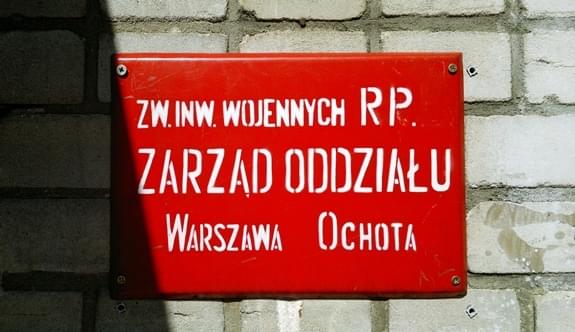 ZW. INW. WOJENNYCH RP.
ZARZĄD ODDZIAŁU
WARSZAWA OCHOTA